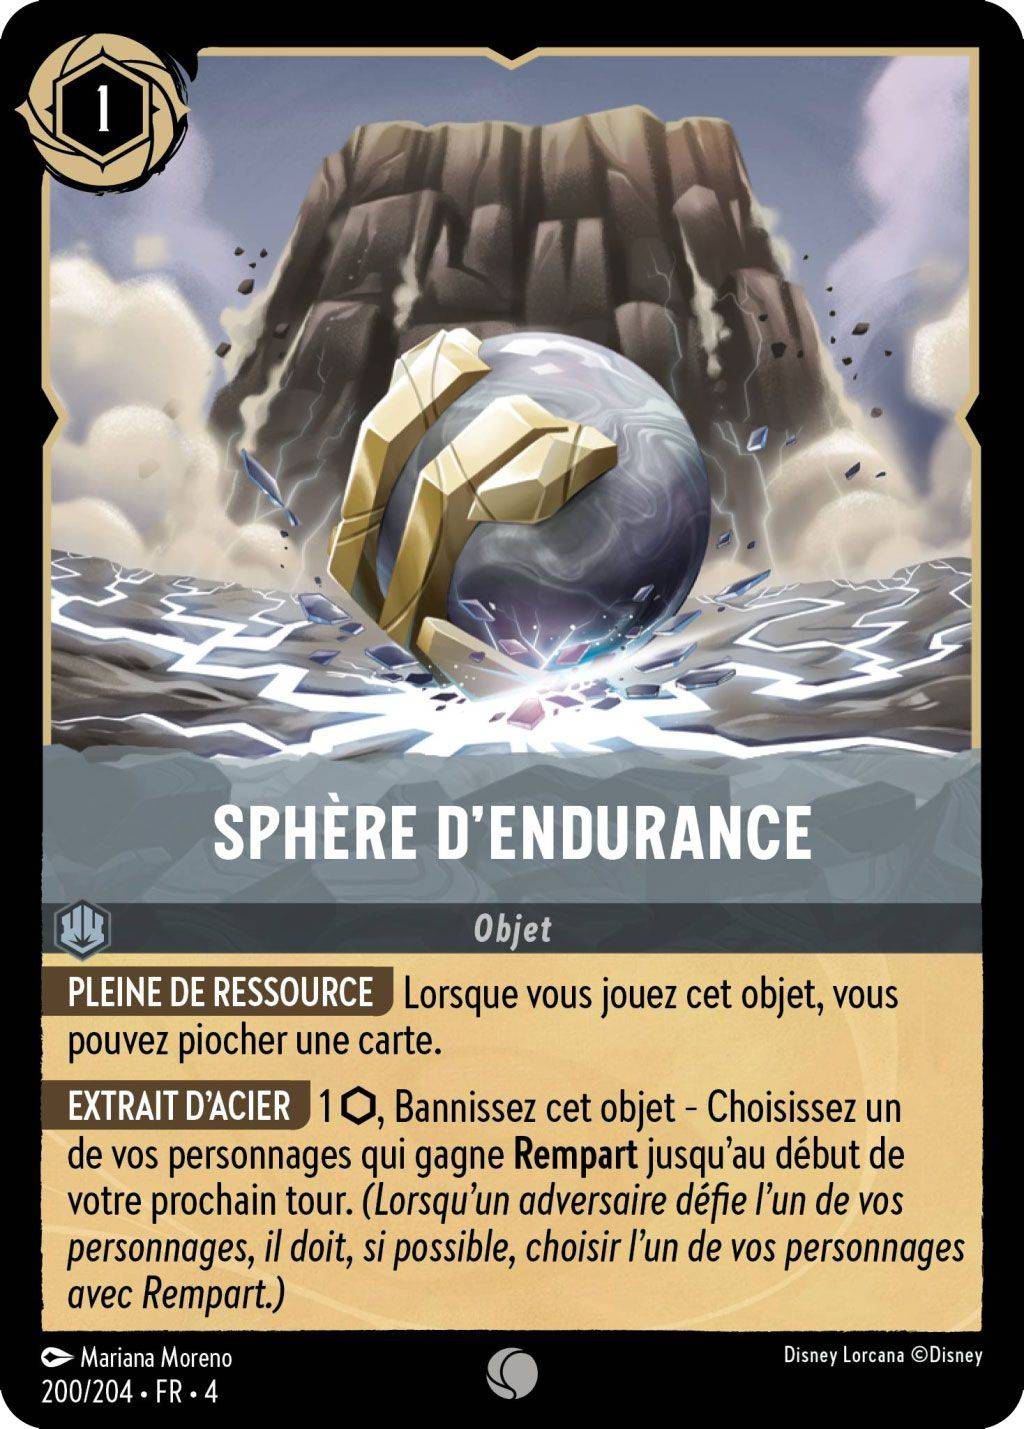 1
SPHÈRE D'ENDURANCE
Objet
PLEINE DE RESSOURCE Lorsque vous jouez cet objet, vous
pouvez piocher une carte.
EXTRAIT D'ACIER 1 ⬡, Bannissez cet objet - Choisissez un
de vos personnages qui gagne Rempart jusqu'au début de
votre prochain tour. (Lorsqu'un adversaire défie l'un de vos
personnages, il doit, si possible, choisir l'un de vos personnages
avec Rempart.)
Mariana Moreno
Disney Lorcana ©Disney
200/204 • FR • 4